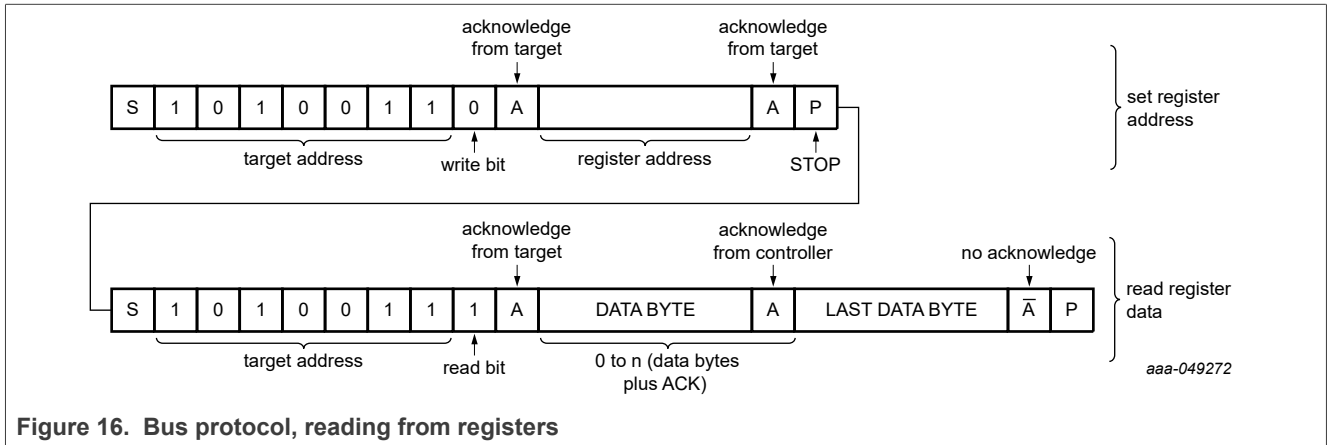 acknowledge
from target
acknowledge
from target
S 1 0 1 0 0 1 1 0 A A P
set register
address
target address
write bit
register address
STOP
acknowledge
from target
acknowledge
from controller
no acknowledge
S 1 0 1 0 0 1 1 1 A DATA BYTE A LAST DATA BYTE A̅ P
read register
data
target address
read bit
0 to n (data bytes
plus ACK)
aaa-049272
Figure 16. Bus protocol, reading from registers